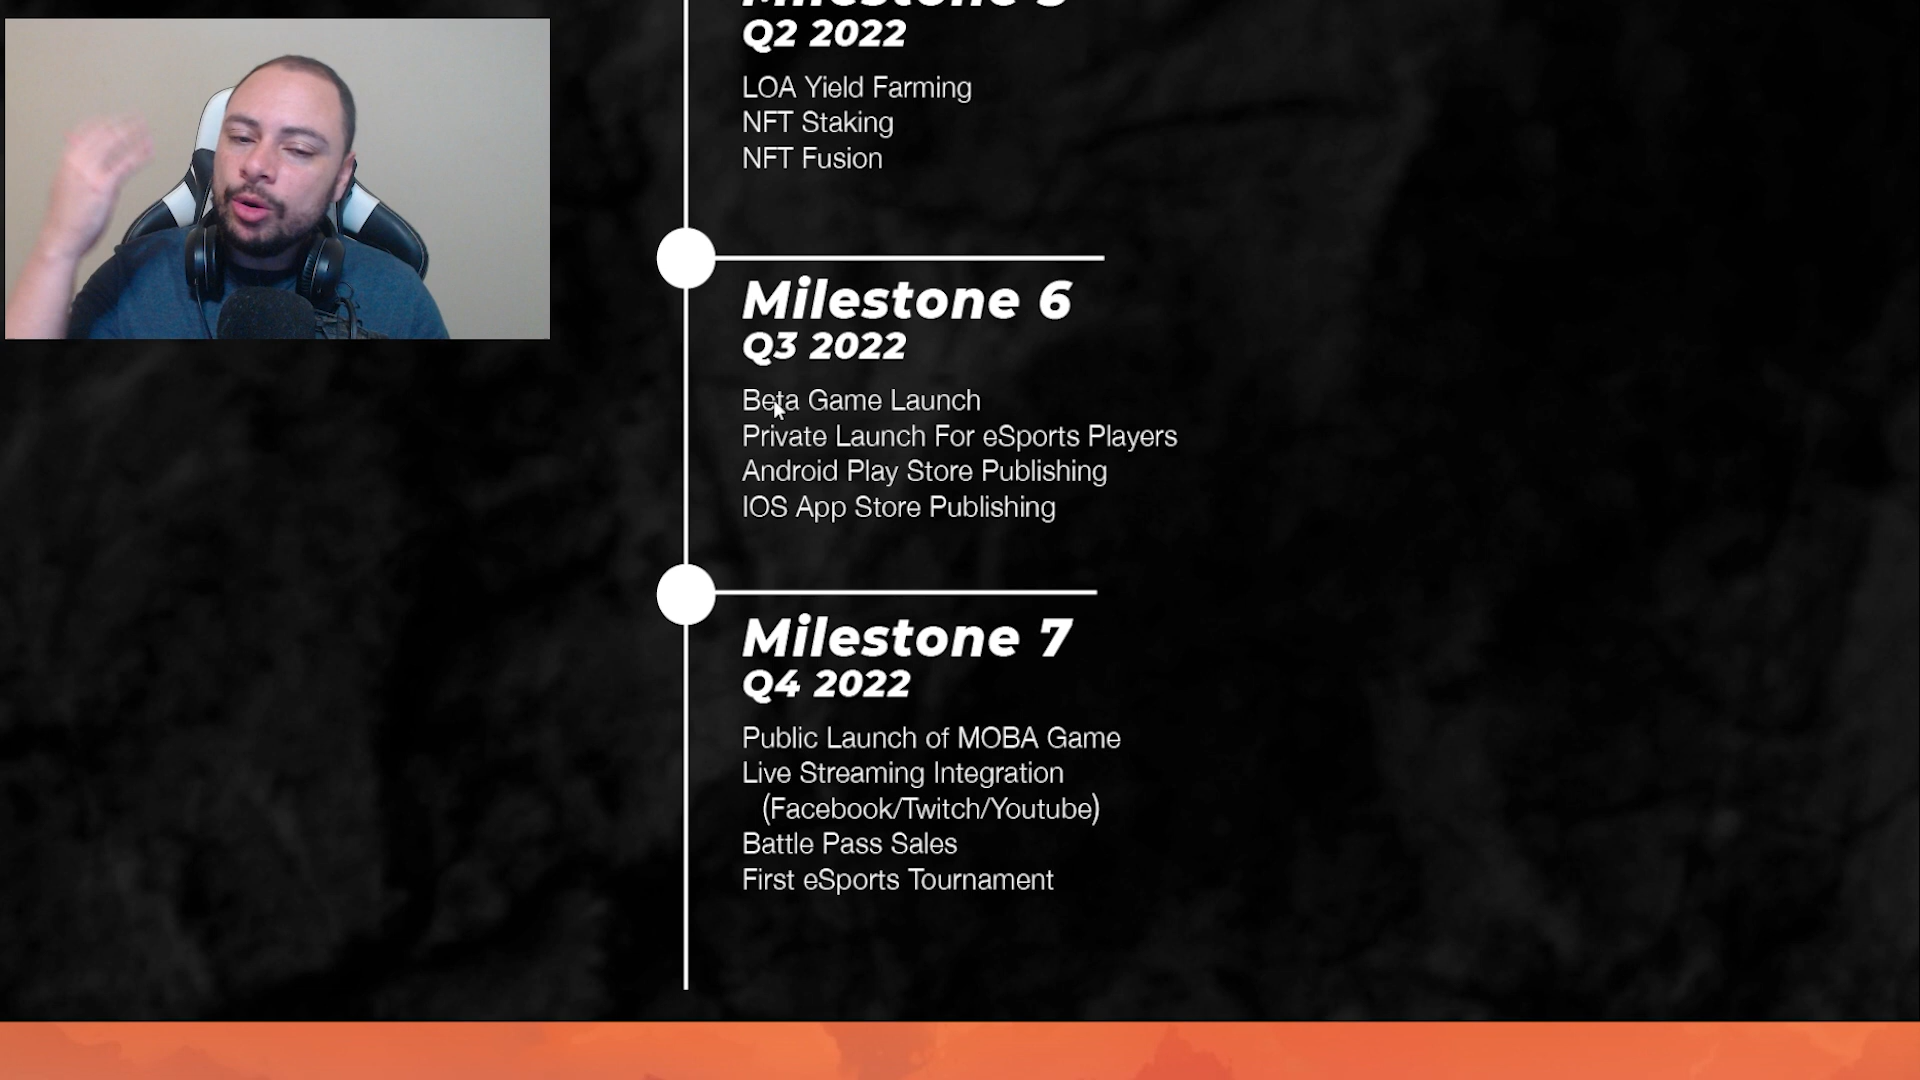 Milestone 5
Q2 2022
LOA Yield Farming
NFT Staking
NFT Fusion
Milestone 6
Q3 2022
Beta Game Launch
Private Launch For eSports Players
Android Play Store Publishing
IOS App Store Publishing
Milestone 7
Q4 2022
Public Launch of MOBA Game
Live Streaming Integration
(Facebook/Twitch/Youtube)
Battle Pass Sales
First eSports Tournament